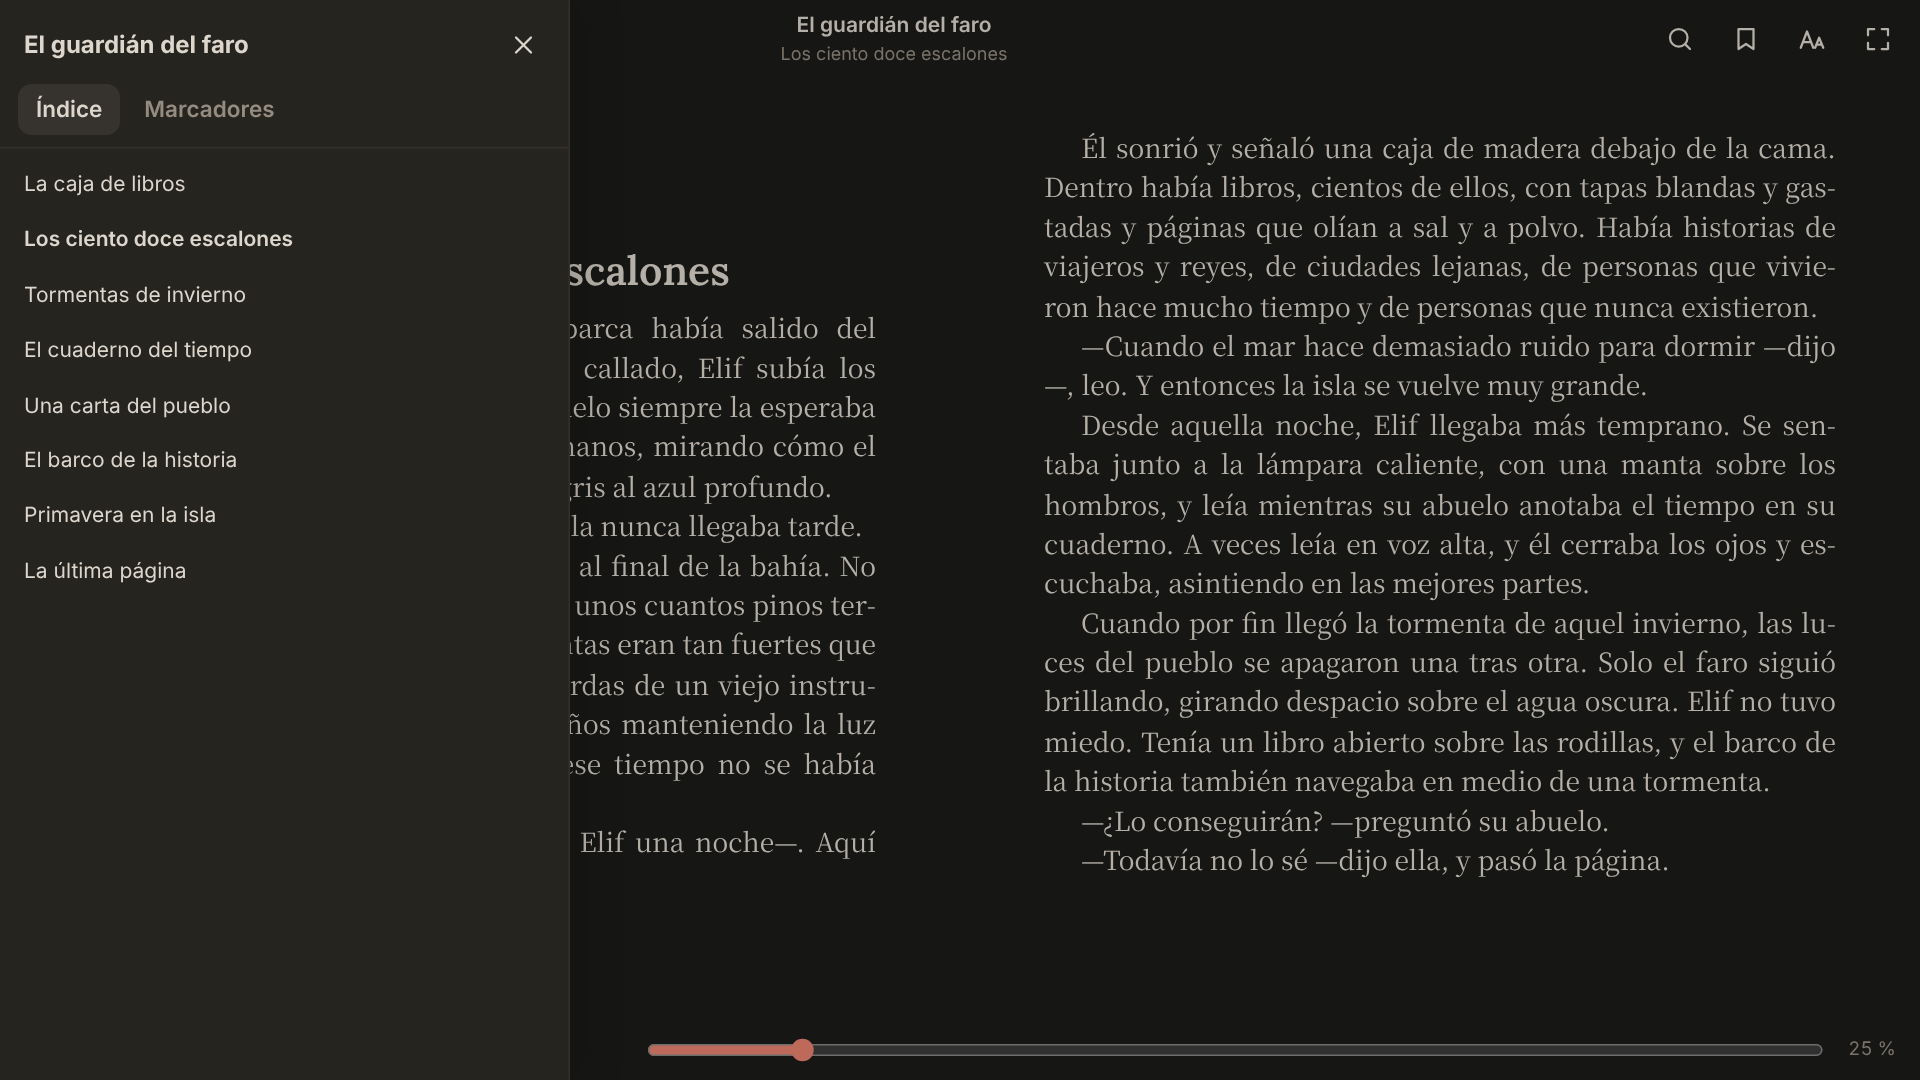 El guardián del faro
Índice
Marcadores
La caja de libros
Los ciento doce escalones
Tormentas de invierno
El cuaderno del tiempo
Una carta del pueblo
El barco de la historia
Primavera en la isla
La última página
El guardián del faro
Los ciento doce escalones
había salido del
callado, Elif subía los
siempre la esperaba
mirando cómo el
al azul profundo.
nunca llegaba tarde.
al final de la bahía. No
unos cuantos pinos ter-
eran tan fuertes que
de un viejo instru-
manteniendo la luz
tiempo no se había
Elif una noche—. Aquí
Él sonrió y señaló una caja de madera debajo de la cama.
Dentro había libros, cientos de ellos, con tapas blandas y gas-
tadas y páginas que olían a sal y a polvo. Había historias de
viajeros y reyes, de ciudades lejanas, de personas que vivie-
ron hace mucho tiempo y de personas que nunca existieron.
—Cuando el mar hace demasiado ruido para dormir —dijo
—, leo. Y entonces la isla se vuelve muy grande.
Desde aquella noche, Elif llegaba más temprano. Se sen-
taba junto a la lámpara caliente, con una manta sobre los
hombros, y leía mientras su abuelo anotaba el tiempo en su
cuaderno. A veces leía en voz alta, y él cerraba los ojos y es-
cuchaba, asintiendo en las mejores partes.
Cuando por fin llegó la tormenta de aquel invierno, las lu-
ces del pueblo se apagaron una tras otra. Solo el faro siguió
brillando, girando despacio sobre el agua oscura. Elif no tuvo
miedo. Tenía un libro abierto sobre las rodillas, y el barco de
la historia también navegaba en medio de una tormenta.
—¿Lo conseguirán? —preguntó su abuelo.
—Todavía no lo sé —dijo ella, y pasó la página.
25 %